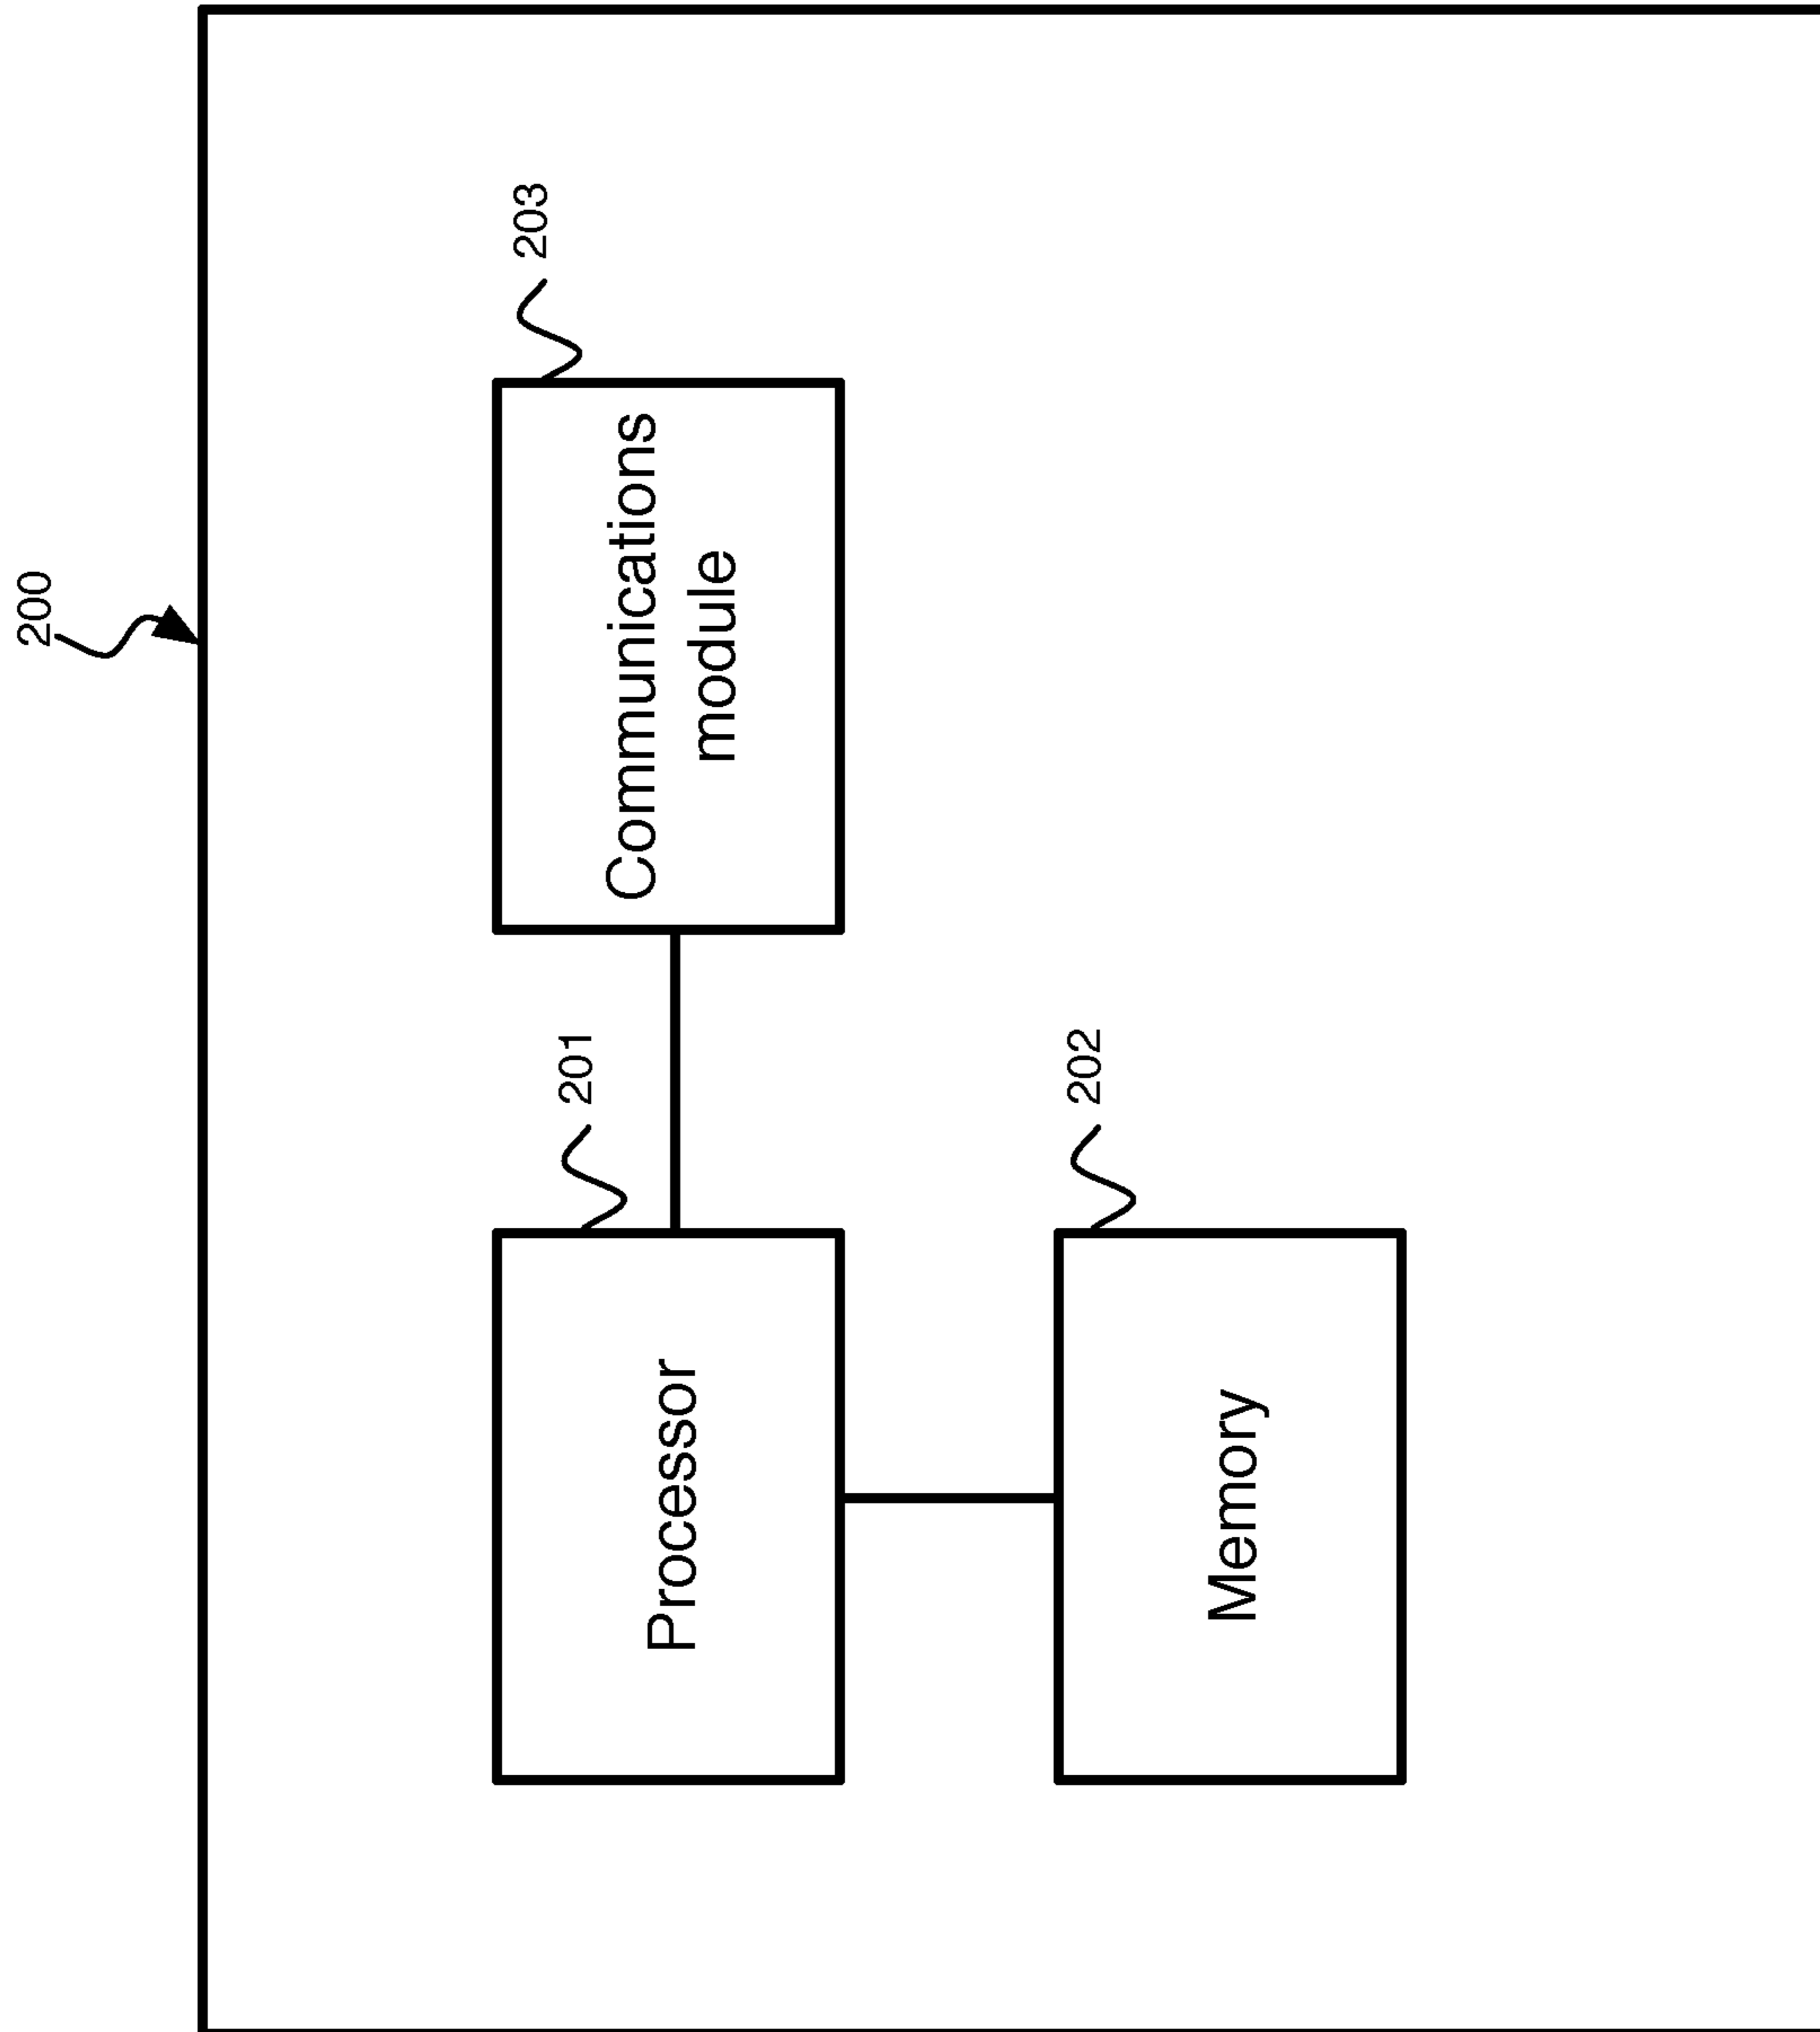 200
201
203
Processor
Communications
module
202
Memory